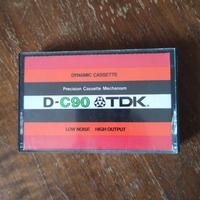 DYNAMIC CASSETTE
Precision Cassette Mechanism
D-C90 TDK
LOW NOISE HIGH OUTPUT